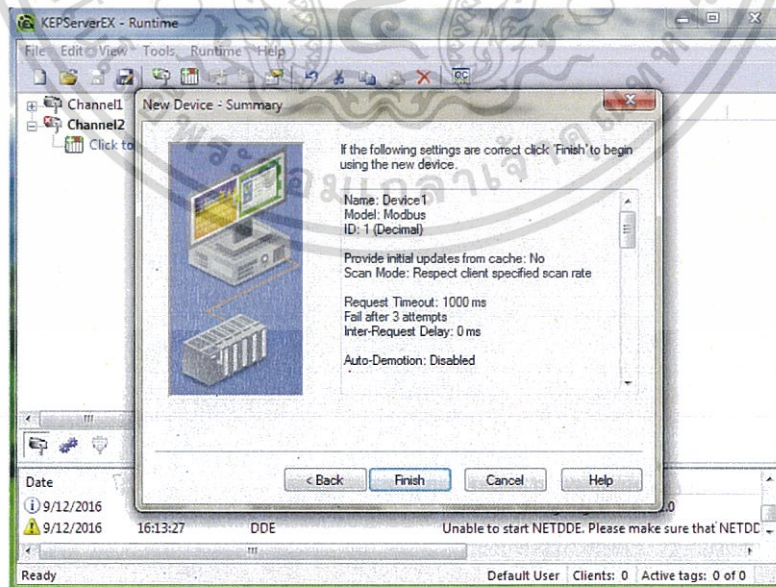 KEPServerEX - Runtime
File Edit View Tools Runtime Help
QC
Channel1
Channel2
Click to
New Device - Summary
If the following settings are correct click 'Finish' to begin
using the new device.
Name: Device1
Model: Modbus
ID: 1 (Decimal)
Provide initial updates from cache: No
Scan Mode: Respect client specified scan rate
Request Timeout: 1000 ms
Fail after 3 attempts
Inter-Request Delay: 0 ms
Auto-Demotion: Disabled
< Back Finish Cancel Help
Date
9/12/2016
9/12/2016 16:13:27 DDE Unable to start NETDDE. Please make sure that NETDC
Ready Default User Clients: 0 Active tags: 0 of 0